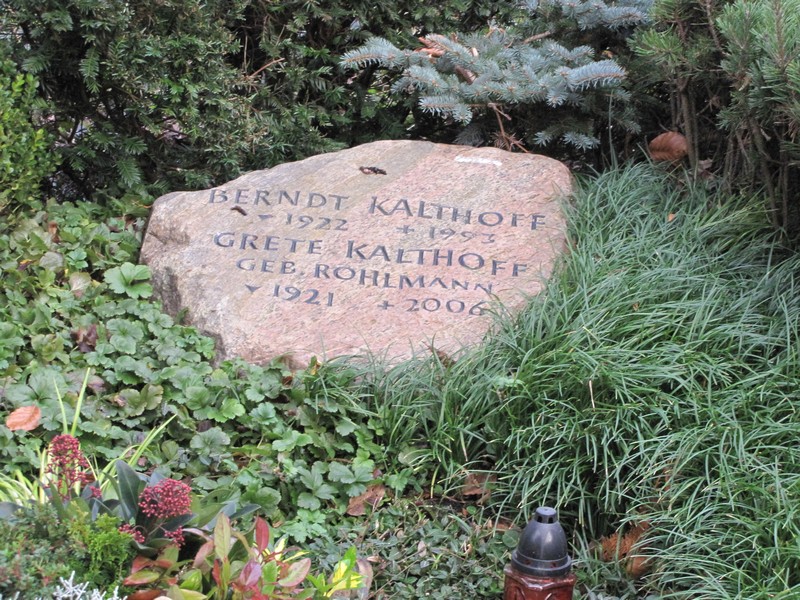 BERNDT KALTHOFF
▼ 1922 + 1993
GRETE KALTHOFF
GEB. ROHLMANN
▼ 1921 + 2006